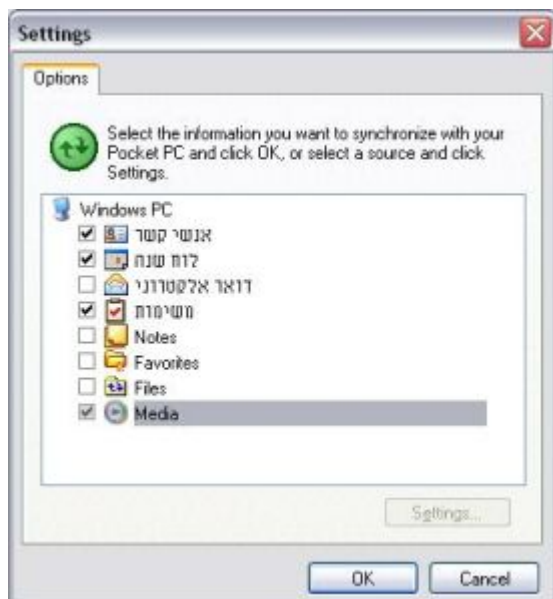 Settings
Options
Select the information you want to synchronize with your
Pocket PC and click OK, or select a source and click
Settings.
Windows PC
אנשי קשר
לוח שנה
דואר אלקטרוני
משימות
Notes
Favorites
Files
Media
Settings...
OK
Cancel